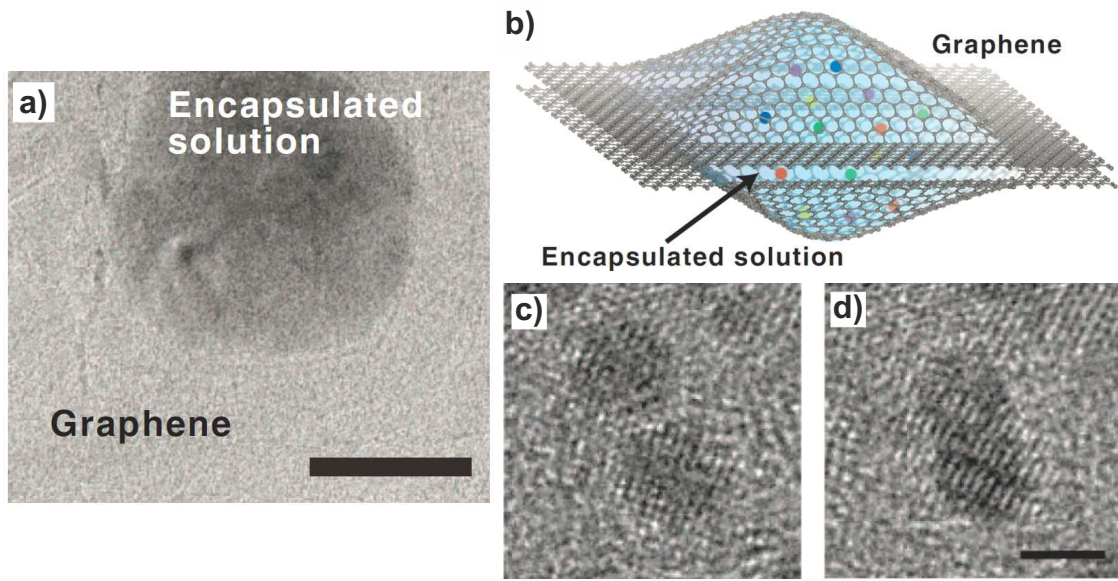 a)
Encapsulated
solution
Graphene
b)
Graphene
Encapsulated solution
c)
d)